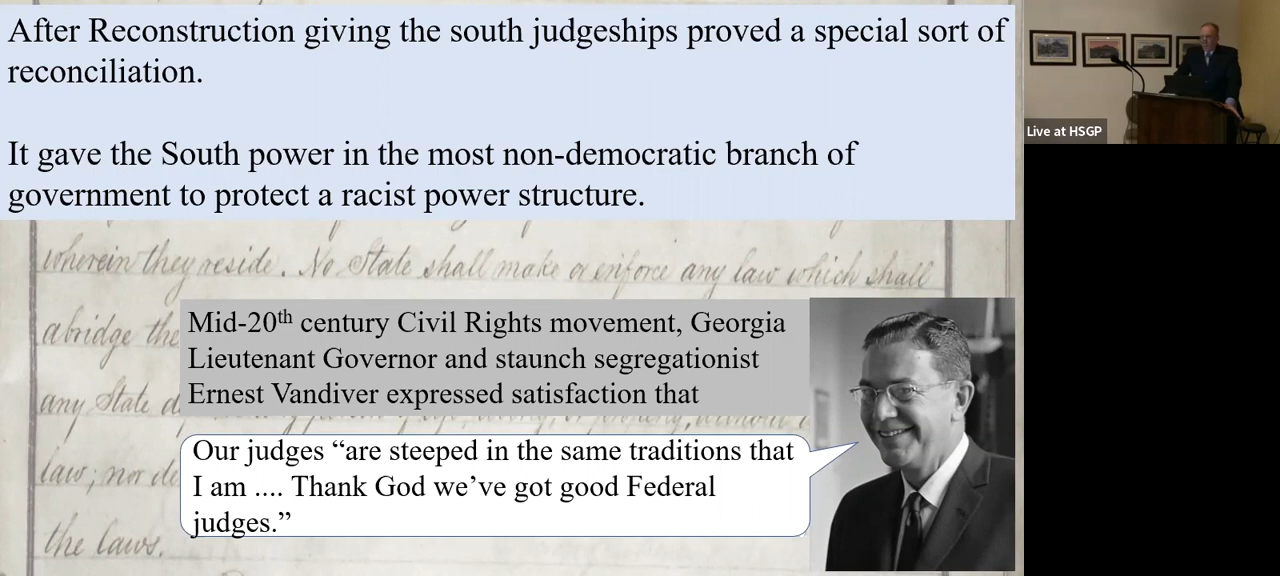 After Reconstruction giving the south judgeships proved a special sort of
reconciliation.
It gave the South power in the most non-democratic branch of
government to protect a racist power structure.
Live at HSGP
wherein they reside. No State shall make or enforce any law which shall
abridge the
Mid-20th century Civil Rights movement, Georgia
Lieutenant Governor and staunch segregationist
Ernest Vandiver expressed satisfaction that
any State
Our judges “are steeped in the same traditions that
I am .... Thank God we’ve got good Federal
judges.”
law; nor
the laws.